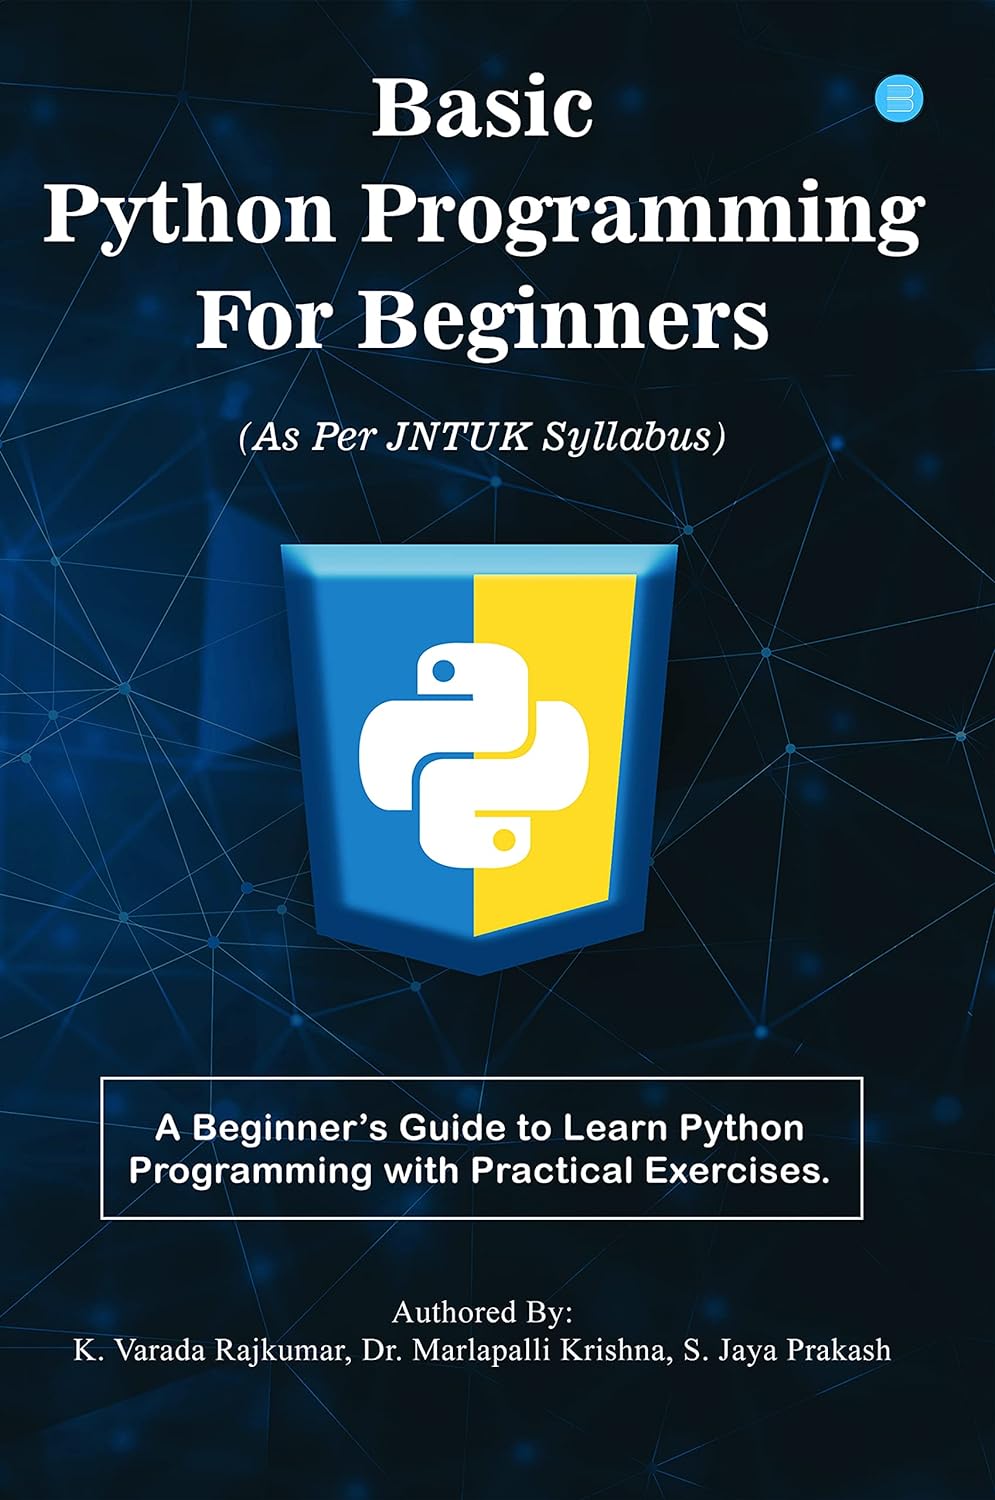 Basic
Python Programming
For Beginners
(As Per JNTUK Syllabus)
A Beginner’s Guide to Learn Python
Programming with Practical Exercises.
Authored By:
K. Varada Rajkumar, Dr. Marlapalli Krishna, S. Jaya Prakash